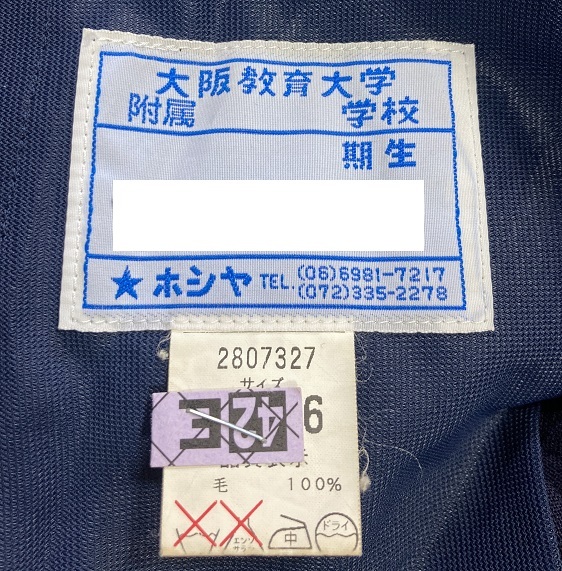 大阪教育大学
附属 学校
期生
★ホシヤ TEL. (06)6981-7217
(072)335-2278
2807327
サイズ
6
毛 100%
中 ドライ